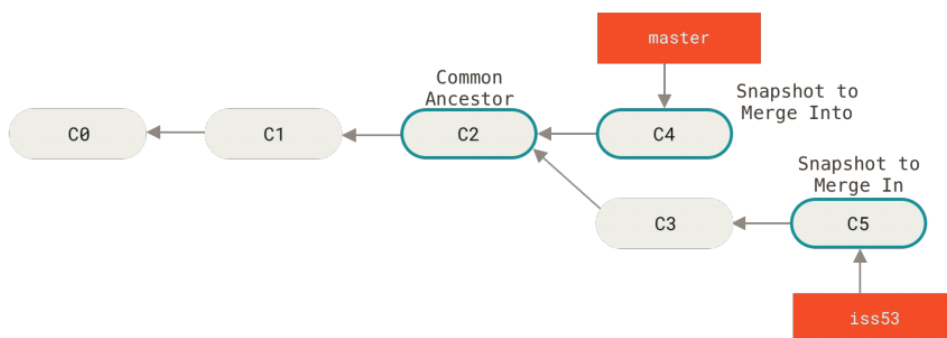 master
Common
Ancestor
Snapshot to
Merge Into
C0
C1
C2
C4
Snapshot to
Merge In
C3
C5
iss53